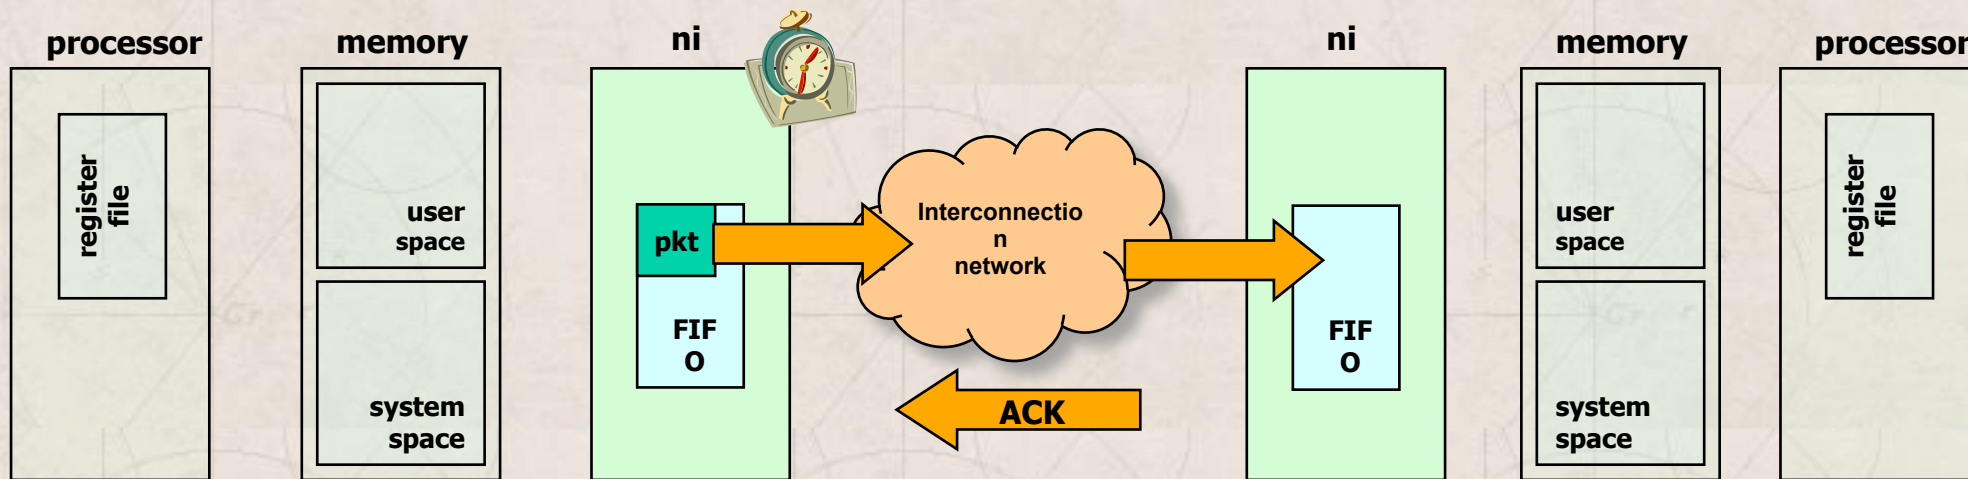 processor
memory
ni
ni
memory
processor
register
file
user
space
system
space
pkt
FIF
O
Interconnectio
n
network
ACK
FIF
O
user
space
system
space
register
file